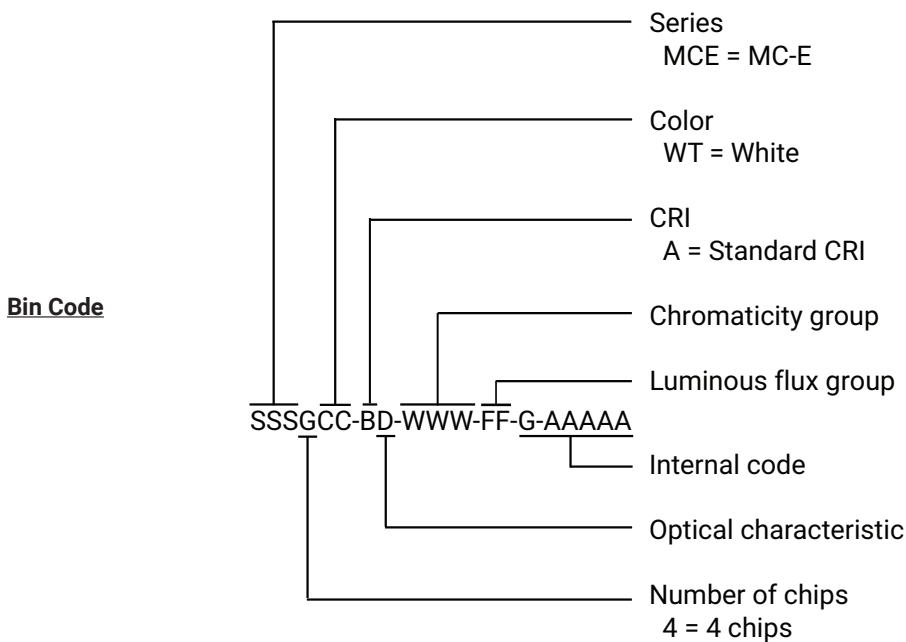 Series
MCE = MC-E
Color
WT = White
CRI
A = Standard CRI
Bin Code
Chromaticity group
Luminous flux group
SSSGCC-BD-WWW-FF-G-AAAAA
Internal code
Optical characteristic
Number of chips
4 = 4 chips